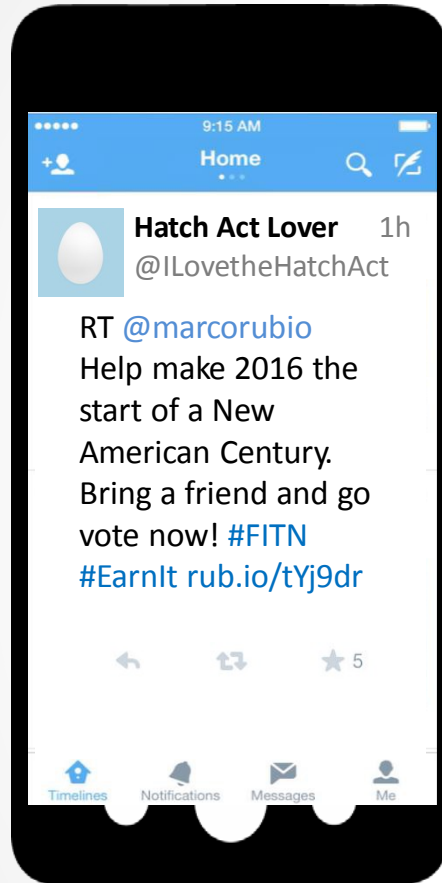 9:15 AM
Home
Hatch Act Lover 1h
@ILovetheHatchAct
RT @marcorubio
Help make 2016 the
start of a New
American Century.
Bring a friend and go
vote now! #FITN
#EarnIt rub.io/tYj9dr
5
Timelines Notifications Messages Me